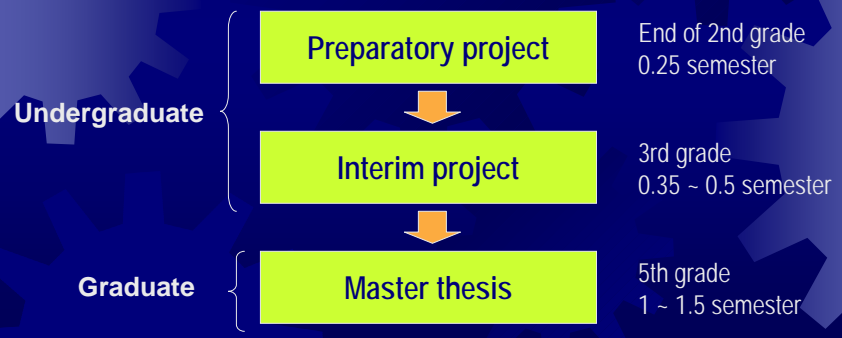 Undergraduate
Preparatory project
End of 2nd grade
0.25 semester
Interim project
3rd grade
0.35 ~ 0.5 semester
Graduate
Master thesis
5th grade
1 ~ 1.5 semester